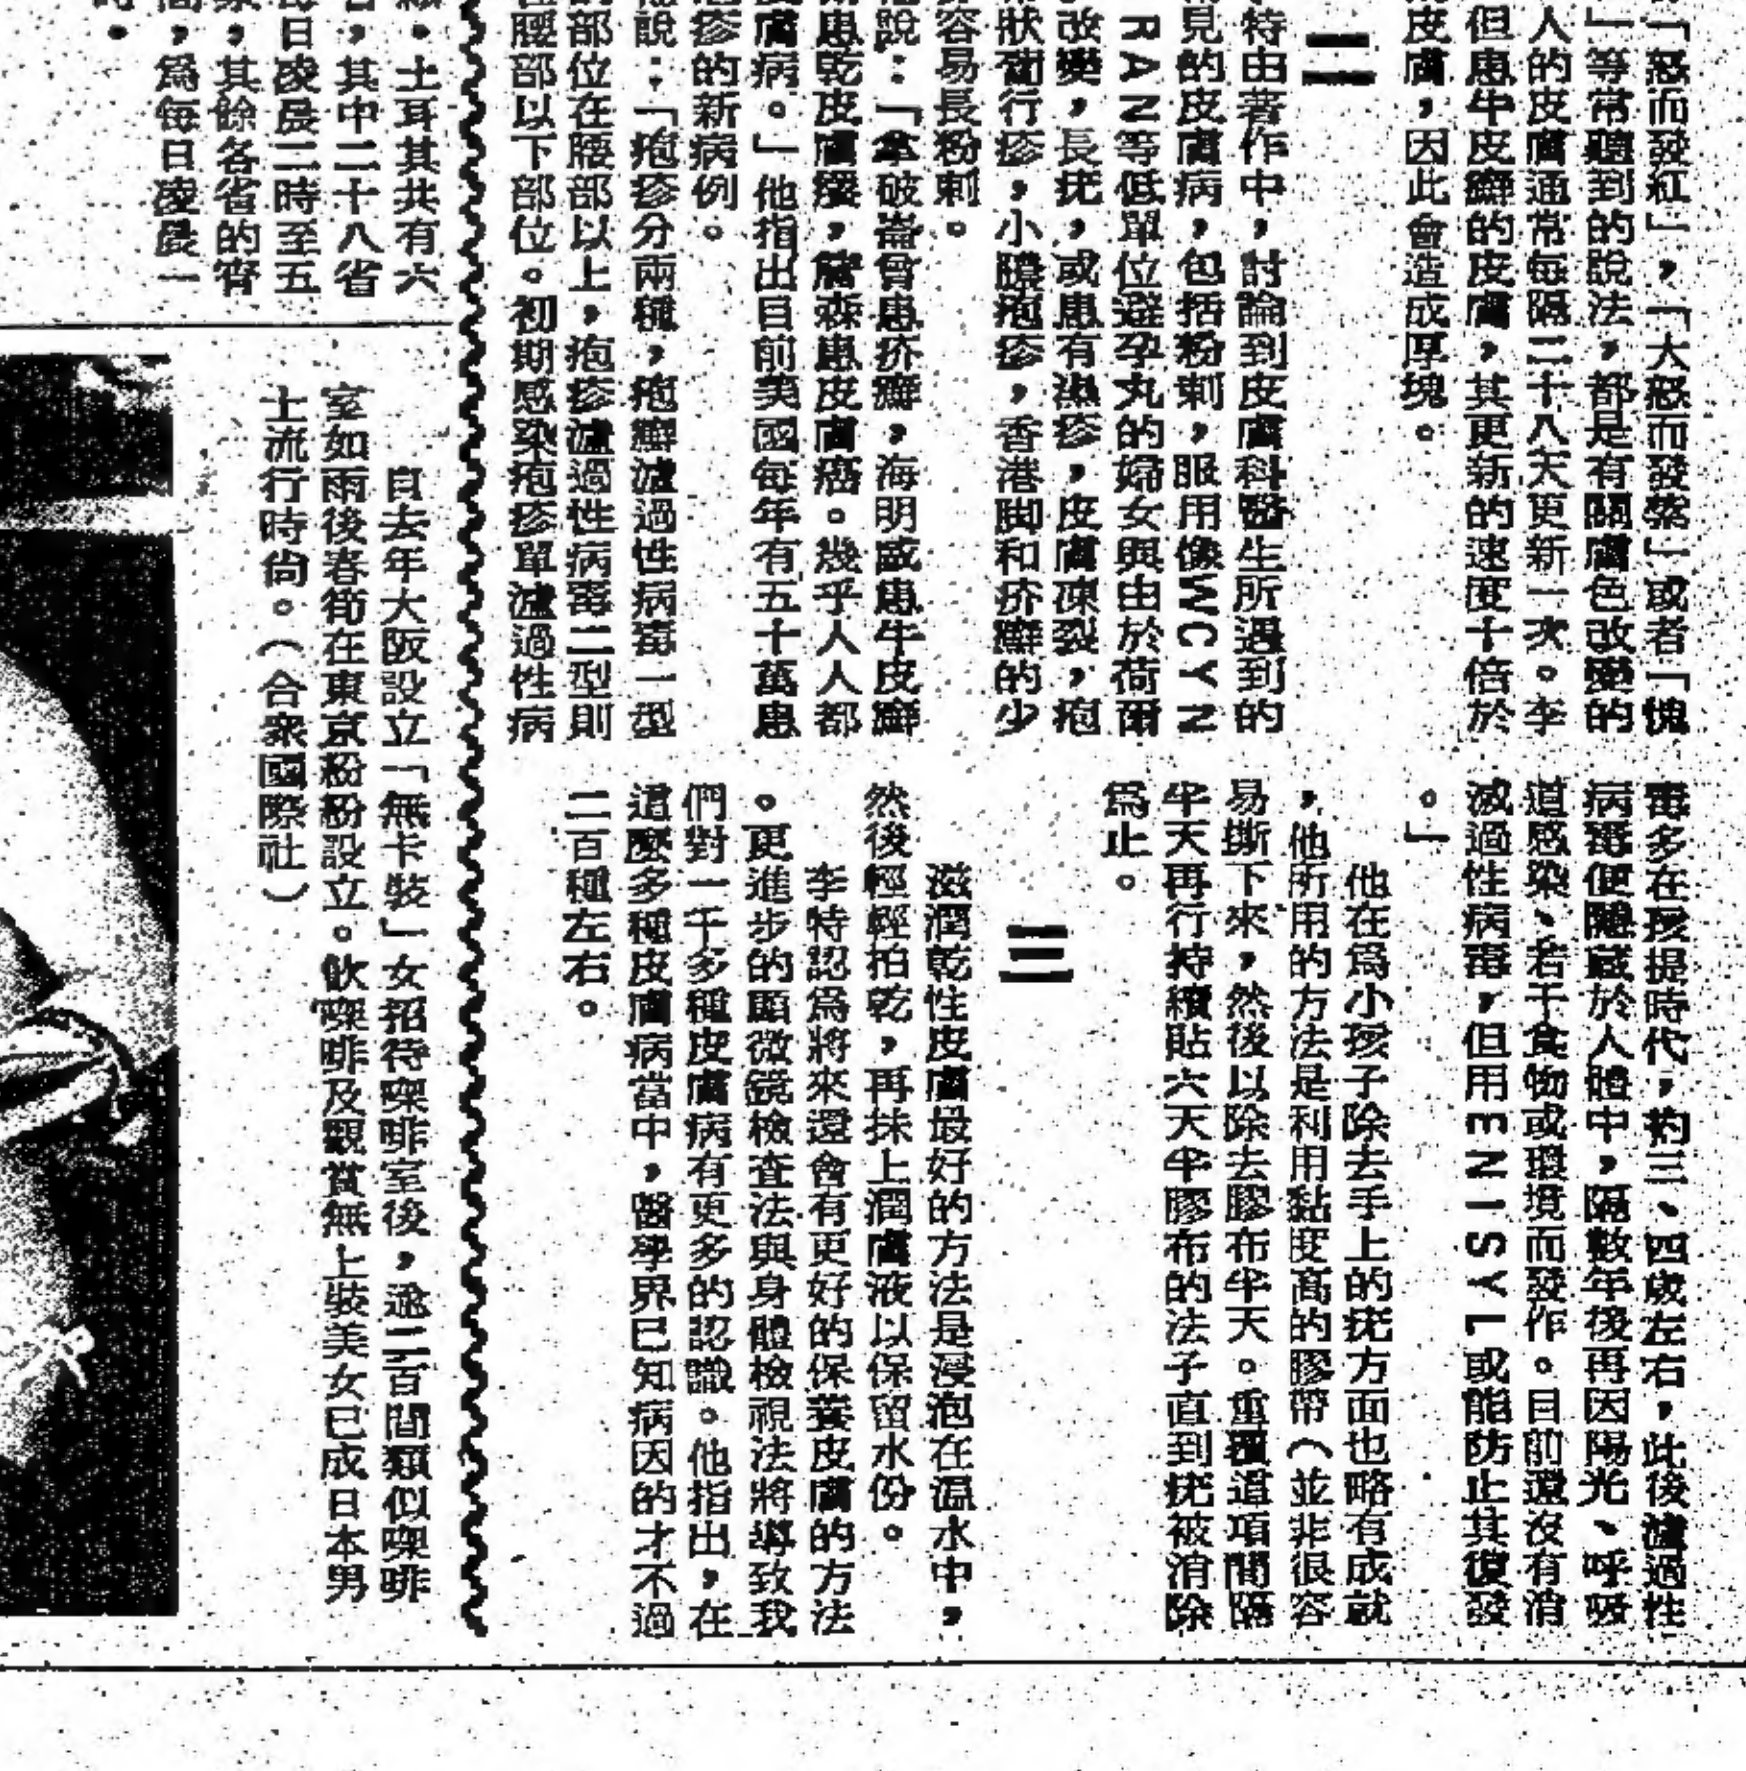 「怒而發紅」，「大怒而發紫」或者「愧
」等常聽到的說法，都是有關膚色改變的
人的皮膚通常每隔二十八天更新一次。李
但患牛皮癬的皮膚，其更新的速度十倍於
皮膚，因此會造成厚塊。
二
特由著作中，討論到皮膚科醫生所遇到的
見的皮膚病，包括粉刺，服用像WCYN
RAN等低單位避孕丸的婦女與由於荷爾
改變，長疣，或患有濕疹，皮膚凍裂，疱
狀匍行疹，小膿疱疹，香港脚和疥癬的少
容易長粉刺。
說：「拿破崙曾患疥癬，海明威患牛皮癬
患乾皮膚癢，詹森患皮膚癌。幾乎人人都
膚病。」他指出目前美國每年有五十萬患
疱疹的新病例。
說：「疱疹分兩種，疱癬濾過性病毒一型
部位在腰部以上，疱疹濾過性病毒二型則
腰部以下部位。初期感染疱疹單濾過性病
毒多在孩提時代，約三、四歲左右，此後濾過性
病毒便隱藏於人體中，隔數年後再因陽光、呼吸
道感染、若干食物或環境而發作。目前還沒有消
滅過性病毒，但用ENISYL或能防止其復發
。」
他在爲小孩子除去手上的疣方面也略有成就
，他所用的方法是利用黏度高的膠帶（並非很容
易撕下來，然後以除去膠布半天。重覆這項間隔
半天再行持續貼六天半膠布的法子直到疣被消除
爲止。
三
滋潤乾性皮膚最好的方法是浸泡在溫水中，
然後輕輕拍乾，再抹上潤膚液以保留水份。
李特認爲將來還會有更好的保養皮膚的方法
。更進步的顯微鏡檢查法與身體檢視法將導致我
們對一千多種皮膚病有更多的認識。他指出，在
這麼多種皮膚病當中，醫學界已知病因的才不過
二百種左右。
土耳其共有六
，其中二十八省
每日凌晨二時至五
，其餘各省的宵
，爲每日凌晨一
時。
自去年大阪設立「無卡裝」女招待㗎啡室後，逾二百間類似㗎啡
室如雨後春筍在東京紛紛設立。飲㗎啡及觀賞無上裝美女已成日本男
士流行時尙。（合衆國際社）